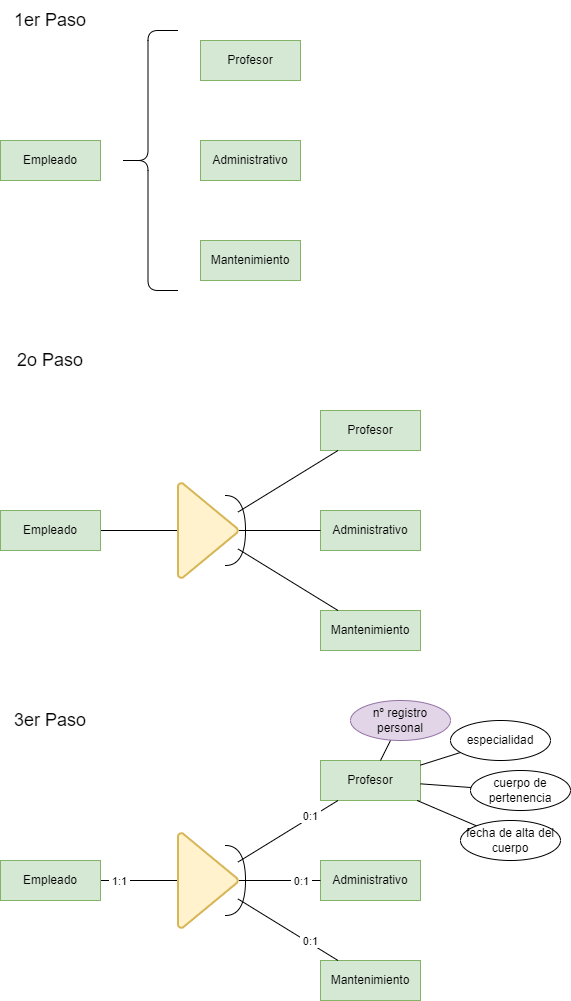 1er Paso
Profesor
Empleado
Administrativo
Mantenimiento
2o Paso
Profesor
Empleado
Administrativo
Mantenimiento
3er Paso
nº registro
personal
especialidad
Profesor
cuerpo de
pertenencia
0:1
fecha de alta del
cuerpo
Empleado
1:1
0:1
Administrativo
0:1
Mantenimiento